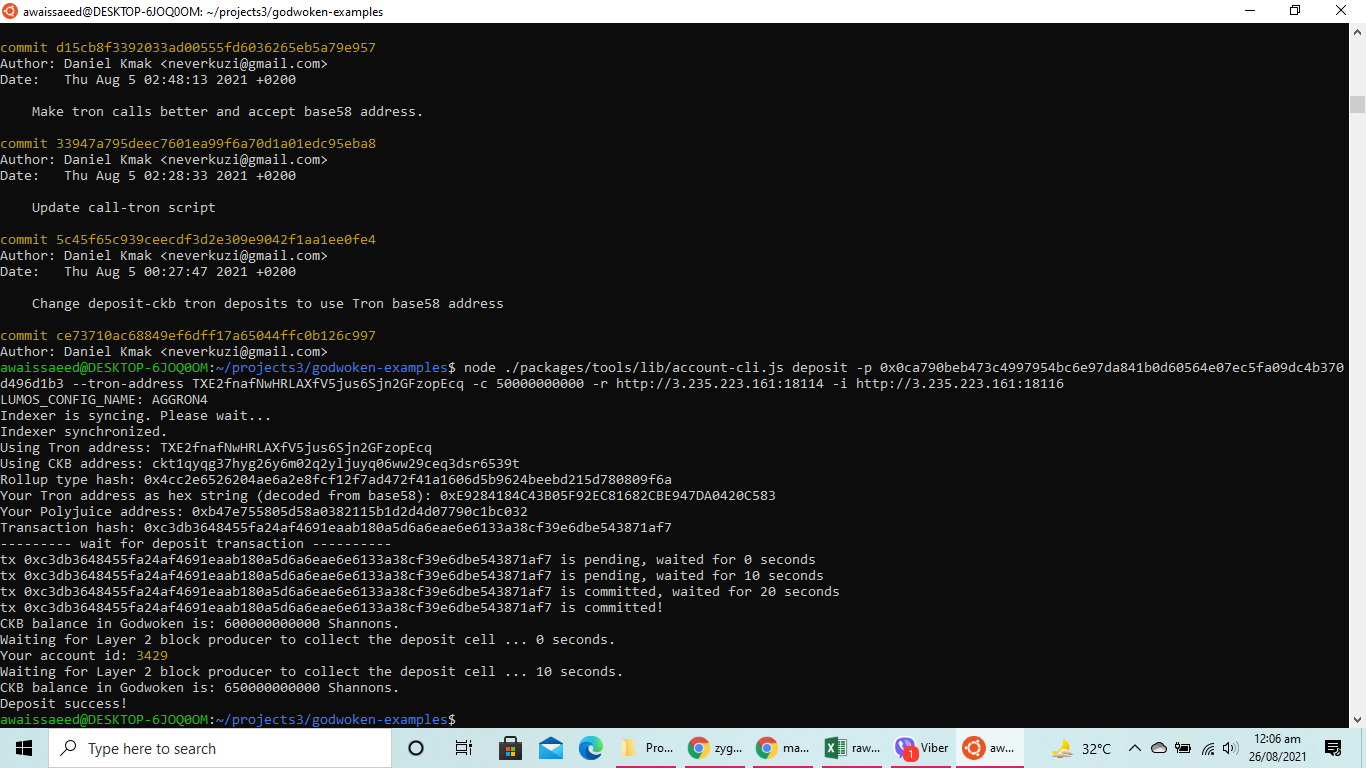 awaissaeed@DESKTOP-6JOQ0OM: ~/projects3/godwoken-examples
commit d15cb8f3392033ad00555fd6036265eb5a79e957
Author: Daniel Kmak <neverkuzi@gmail.com>
Date:   Thu Aug 5 02:48:13 2021 +0200
    Make tron calls better and accept base58 address.
commit 33947a795deec7601ea99f6a70d1a01edc95eba8
Author: Daniel Kmak <neverkuzi@gmail.com>
Date:   Thu Aug 5 02:28:33 2021 +0200
    Update call-tron script
commit 5c45f65c939ceecdf3d2e309e9042f1aa1ee0fe4
Author: Daniel Kmak <neverkuzi@gmail.com>
Date:   Thu Aug 5 00:27:47 2021 +0200
    Change deposit-ckb tron deposits to use Tron base58 address
commit ce73710ac68849ef6dff17a65044ffc0b126c997
Author: Daniel Kmak <neverkuzi@gmail.com>
awaissaeed@DESKTOP-6JOQ0OM:~/projects3/godwoken-examples$ node ./packages/tools/lib/account-cli.js deposit -p 0x0ca790beb473c4997954bc6e97da841b0d60564e07ec5fa09dc4b370
d496d1b3 --tron-address TXE2fnafNwHRLAXfV5jus6Sjn2GFzopEcq -c 50000000000 -r http://3.235.223.161:18114 -i http://3.235.223.161:18116
LUMOS_CONFIG_NAME: AGGRON4
Indexer is syncing. Please wait...
Indexer synchronized.
Using Tron address: TXE2fnafNwHRLAXfV5jus6Sjn2GFzopEcq
Using CKB address: ckt1qyqg37hyg26y6m02q2yljuyq06ww29ceq3dsr6539t
Rollup type hash: 0x4cc2e6526204ae6a2e8fcf12f7ad472f41a1606d5b9624beebd215d780809f6a
Your Tron address as hex string (decoded from base58): 0xE9284184C43B05F92EC81682CBE947DA0420C583
Your Polyjuice address: 0xb47e755805d58a0382115b1d2d4d07790c1bc032
Transaction hash: 0xc3db3648455fa24af4691eaab180a5d6a6eae6e6133a38cf39e6dbe543871af7
--------- wait for deposit transaction ----------
tx 0xc3db3648455fa24af4691eaab180a5d6a6eae6e6133a38cf39e6dbe543871af7 is pending, waited for 0 seconds
tx 0xc3db3648455fa24af4691eaab180a5d6a6eae6e6133a38cf39e6dbe543871af7 is pending, waited for 10 seconds
tx 0xc3db3648455fa24af4691eaab180a5d6a6eae6e6133a38cf39e6dbe543871af7 is committed, waited for 20 seconds
tx 0xc3db3648455fa24af4691eaab180a5d6a6eae6e6133a38cf39e6dbe543871af7 is committed!
CKB balance in Godwoken is: 600000000000 Shannons.
Waiting for Layer 2 block producer to collect the deposit cell ... 0 seconds.
Your account id: 3429
Waiting for Layer 2 block producer to collect the deposit cell ... 10 seconds.
CKB balance in Godwoken is: 650000000000 Shannons.
Deposit success!
awaissaeed@DESKTOP-6JOQ0OM:~/projects3/godwoken-examples$
Type here to search
Pro...
zyg...
ma...
raw...
1
Viber
aw...
32°C
12:06 am
26/08/2021